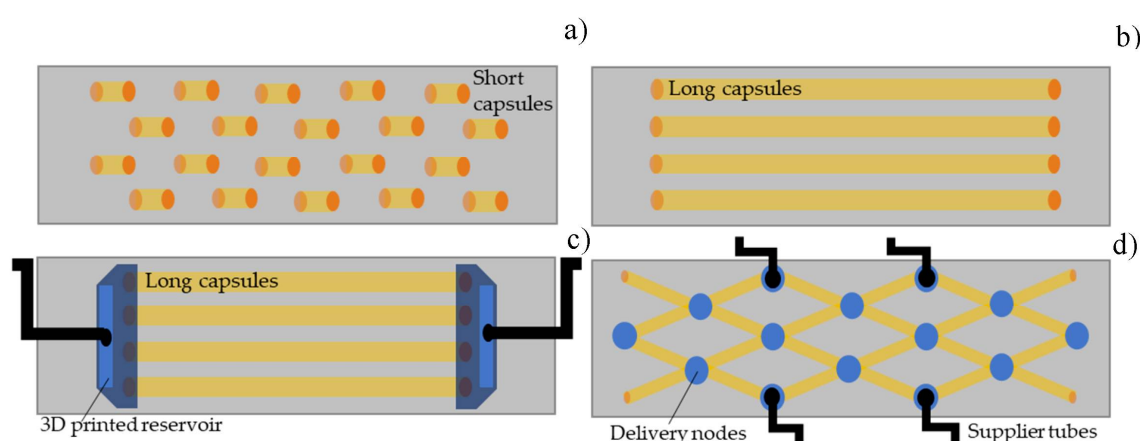 a)
Short
capsules
b)
Long capsules
c)
Long capsules
3D printed reservoir
d)
Delivery nodes
Supplier tubes